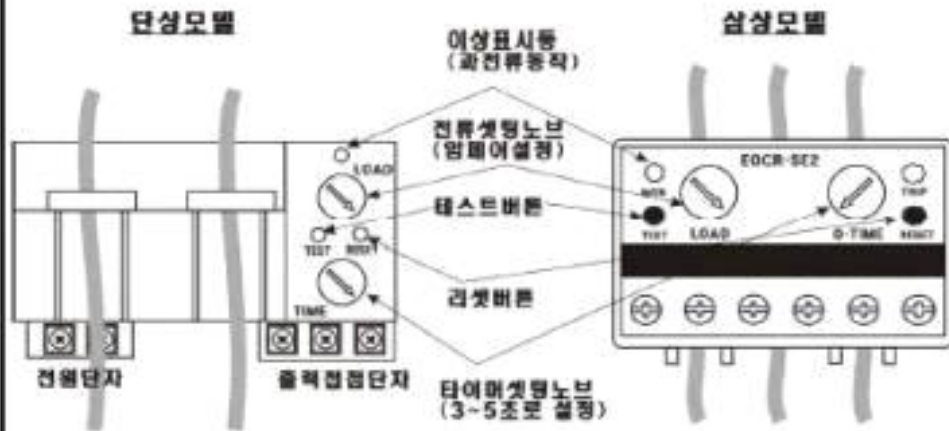 단상모델
삼상모델
이상표시등
(과전류동작)
전류셋팅노브
(암페어설정)
테스트버튼
리셋버튼
타이머셋팅노브
(3~5초로 설정)
LOAD
TEST
RESET
TIME
전원단자
출력접점단자
EOCR-SE2
TRIP
TEST
LOAD
O-TIME
RESET